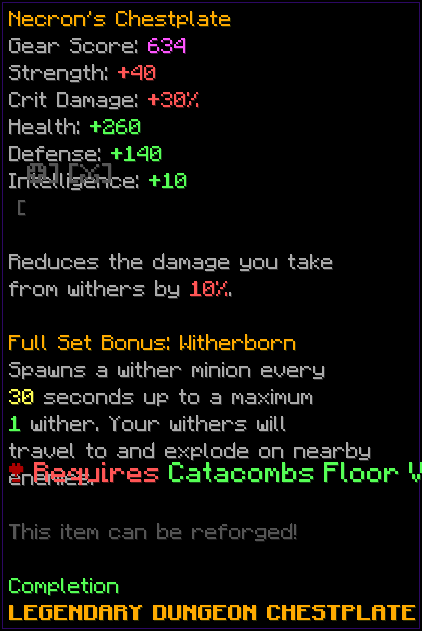 Necron's Chestplate
Gear Score: 634
Strength: +40
Crit Damage: +30%
Health: +260
Defense: +140
Intelligence: +10
[
Reduces the damage you take
from withers by 10%.
Full Set Bonus: Witherborn
Spawns a wither minion every
30 seconds up to a maximum
1 wither. Your withers will
travel to and explode on nearby
enemies.
Requires Catacombs Floor V
This item can be reforged!
Completion
LEGENDARY DUNGEON CHESTPLATE